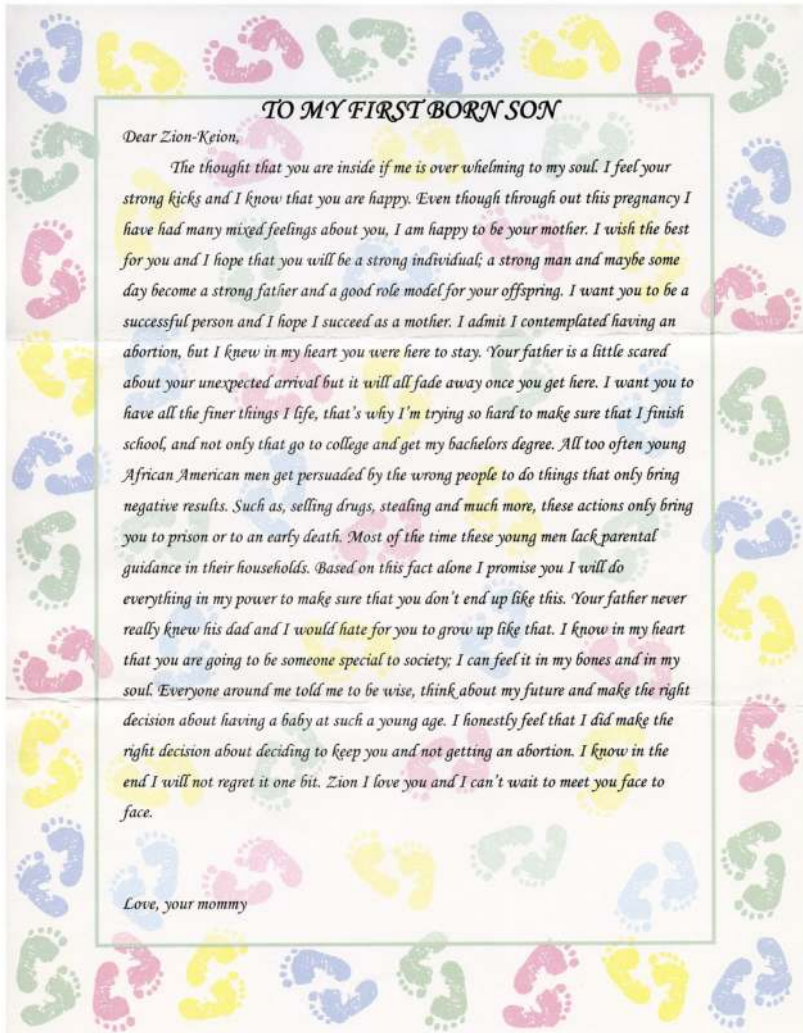 TO MY FIRST BORN SON
Dear Zion-Keion,
The thought that you are inside if me is over whelming to my soul. I feel your
strong kicks and I know that you are happy. Even though through out this pregnancy I
have had many mixed feelings about you, I am happy to be your mother. I wish the best
for you and I hope that you will be a strong individual; a strong man and maybe some
day become a strong father and a good role model for your offspring. I want you to be a
successful person and I hope I succeed as a mother. I admit I contemplated having an
abortion, but I knew in my heart you were here to stay. Your father is a little scared
about your unexpected arrival but it will all fade away once you get here. I want you to
have all the finer things I life, that's why I'm trying so hard to make sure that I finish
school, and not only that go to college and get my bachelors degree. All too often young
African American men get persuaded by the wrong people to do things that only bring
negative results. Such as, selling drugs, stealing and much more, these actions only bring
you to prison or to an early death. Most of the time these young men lack parental
guidance in their households. Based on this fact alone I promise you I will do
everything in my power to make sure that you don't end up like this. Your father never
really knew his dad and I would hate for you to grow up like that. I know in my heart
that you are going to be someone special to society; I can feel it in my bones and in my
soul. Everyone around me told me to be wise, think about my future and make the right
decision about having a baby at such a young age. I honestly feel that I did make the
right decision about deciding to keep you and not getting an abortion. I know in the
end I will not regret it one bit. Zion I love you and I can't wait to meet you face to
face.
Love, your mommy